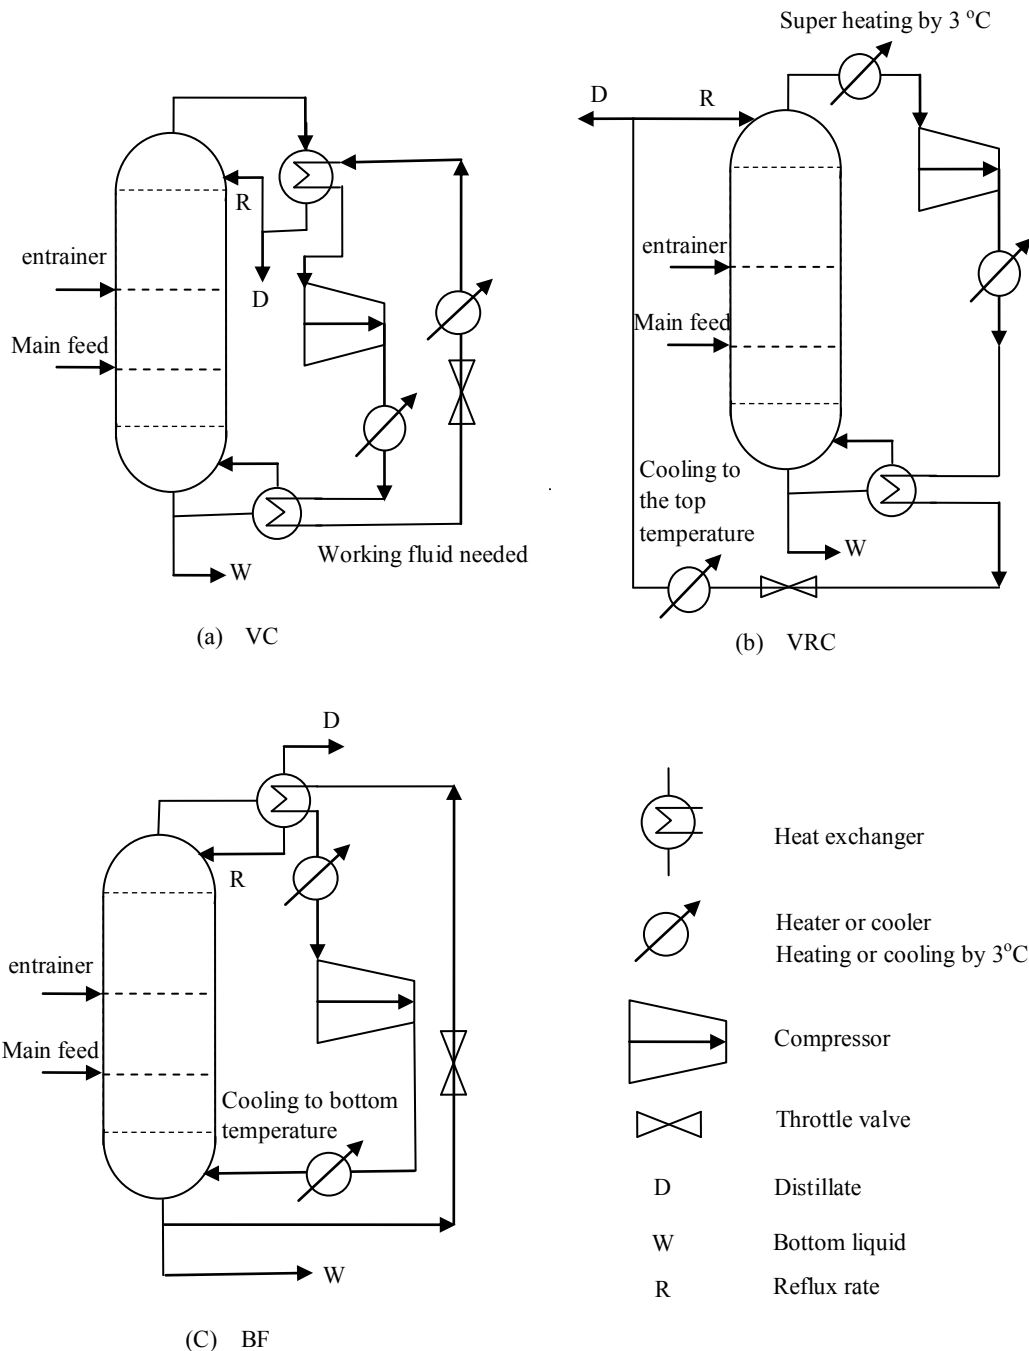 Super heating by 3 °C
D
R
R
entrainer
D
Main feed
Working fluid needed
W
(a) VC
entrainer
Main feed
Cooling to
the top
temperature
W
(b) VRC
D
R
entrainer
Main feed
Cooling to bottom
temperature
W
(C) BF
Heat exchanger
Heater or cooler
Heating or cooling by 3°C
Compressor
Throttle valve
D Distillate
W Bottom liquid
R Reflux rate